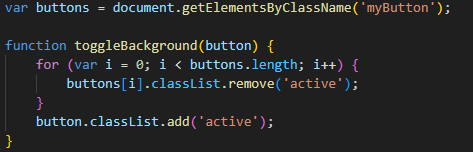 var buttons = document.getElementsByClassName('myButton');

function toggleBackground(button) {
    for (var i = 0; i < buttons.length; i++) {
        buttons[i].classList.remove('active');
    }
    button.classList.add('active');
}